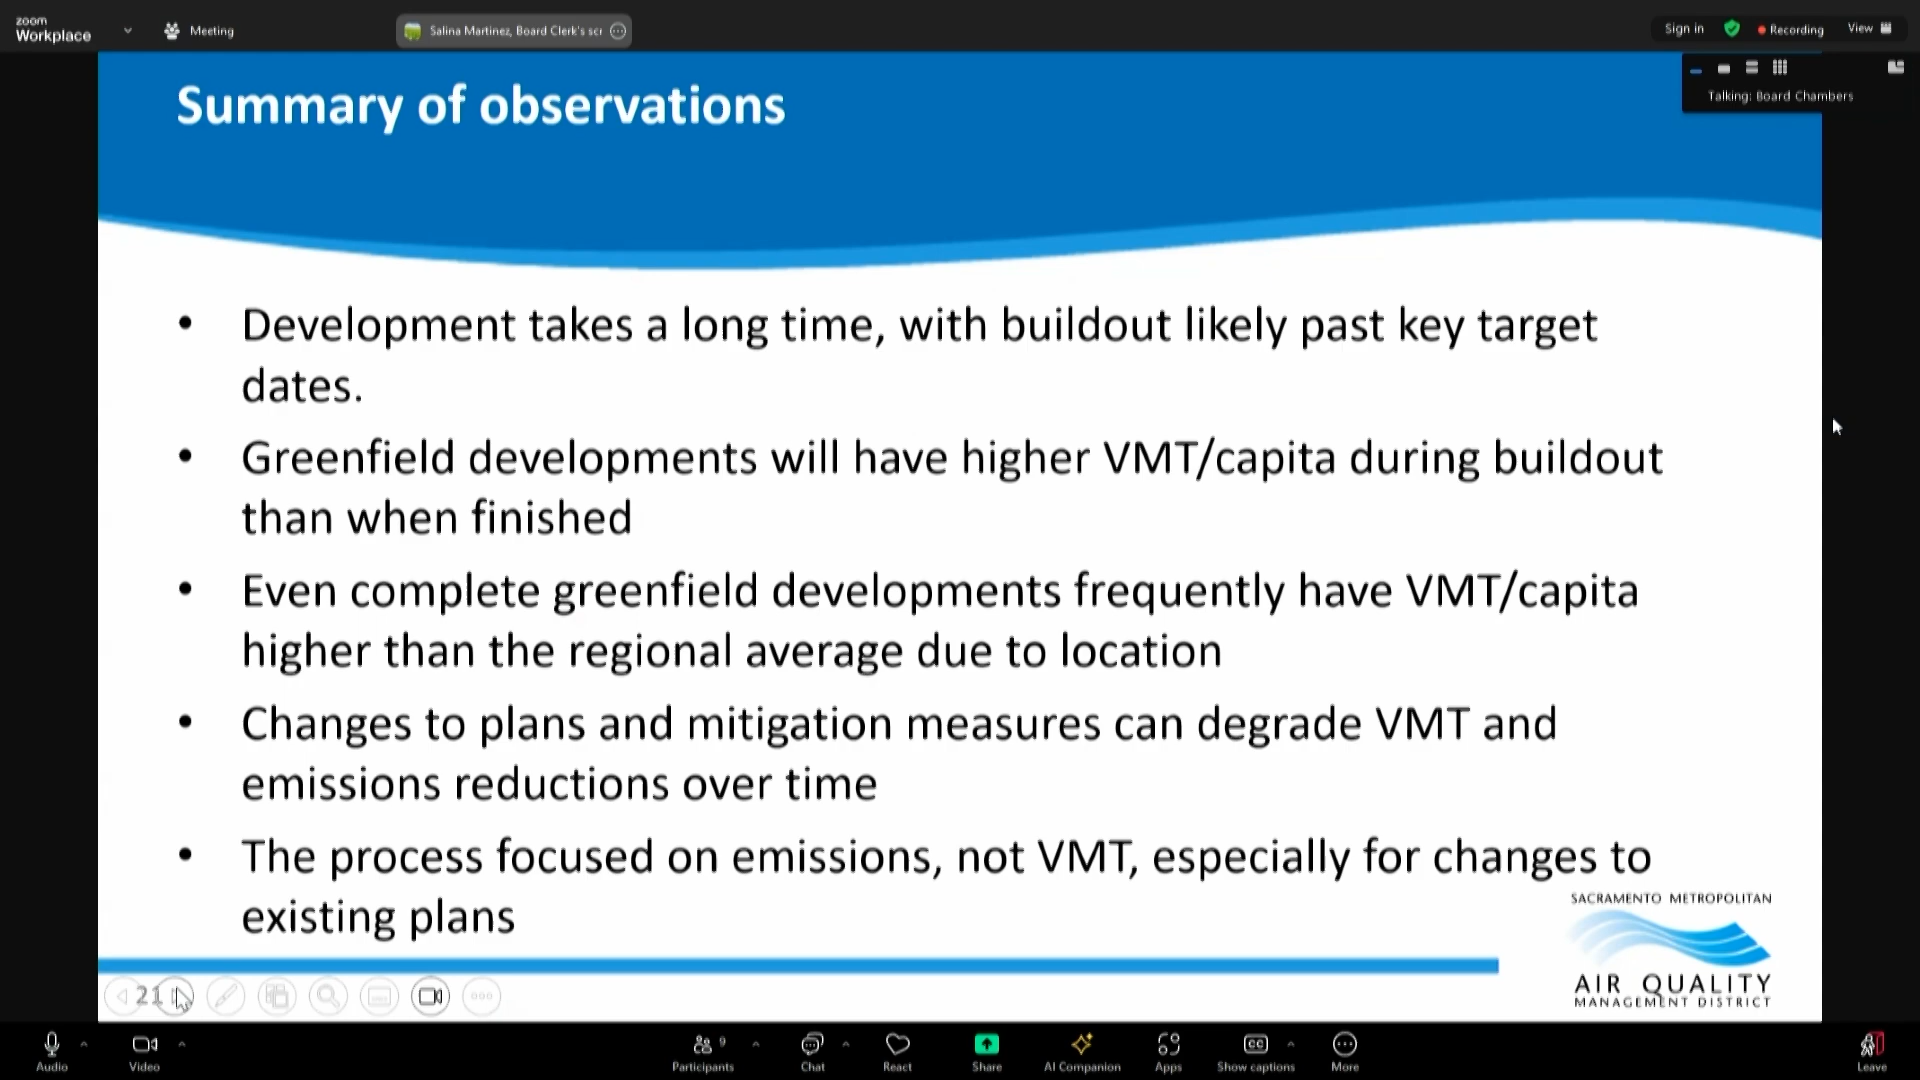 zoom
Workplace
Meeting
Salina Martinez, Board Clerk's scr
Sign in
Recording
View
Talking: Board Chambers
Summary of observations
• Development takes a long time, with buildout likely past key target
dates.
• Greenfield developments will have higher VMT/capita during buildout
than when finished
• Even complete greenfield developments frequently have VMT/capita
higher than the regional average due to location
• Changes to plans and mitigation measures can degrade VMT and
emissions reductions over time
• The process focused on emissions, not VMT, especially for changes to
existing plans
SACRAMENTO METROPOLITAN
AIR QUALITY
MANAGEMENT DISTRICT
21
Audio
Video
9
Participants
Chat
React
Share
AI Companion
Apps
CC
Show captions
More
Leave